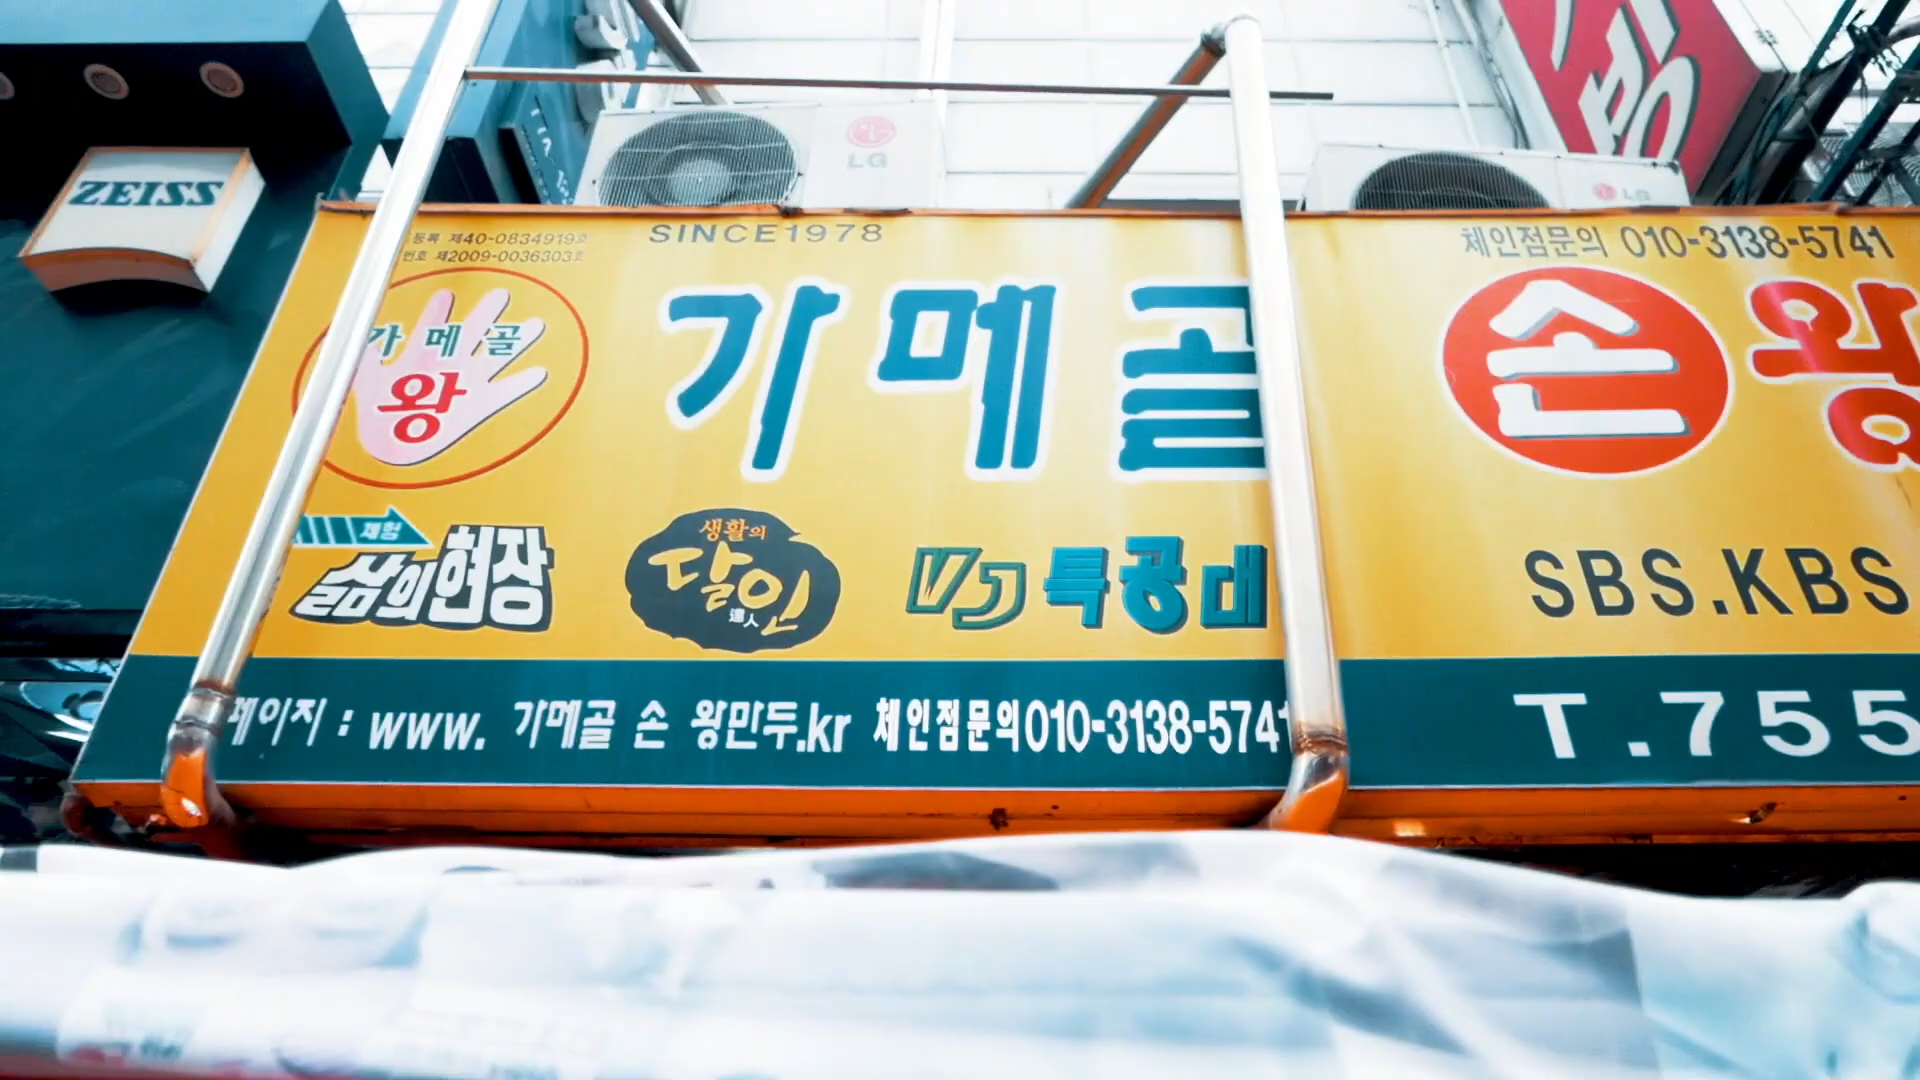 ZEISS
LG
LG
등록 제40-0834919호
번호 제2009-0036303호
SINCE1978
체인점문의 010-3138-5741
가메골
왕
가메골
손왕
체험
삶의현장
생활의
달인
達人
VJ특공대
SBS.KBS
페이지 : www. 가메골 손 왕만두.kr 체인점문의010-3138-5741
T.755